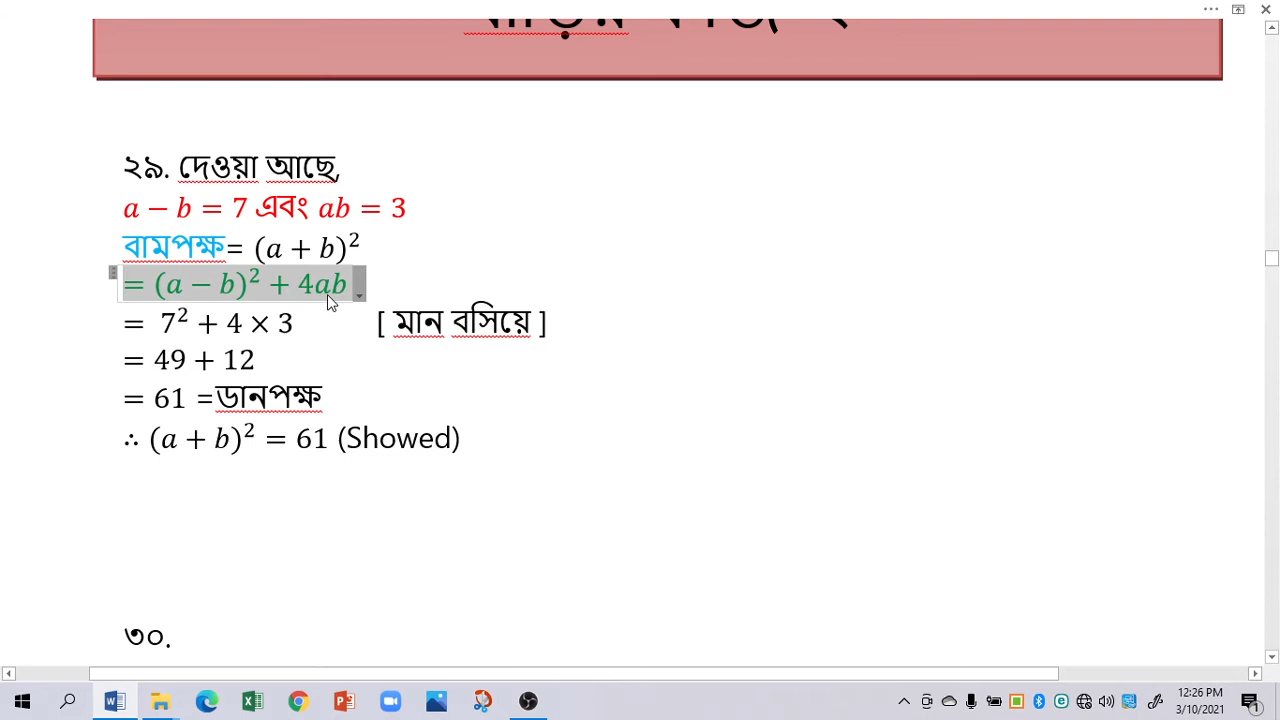 ২৯. দেওয়া আছে,
a − b = 7 এবং ab = 3
বামপক্ষ= (a + b)²
= (a − b)² + 4ab
= 7² + 4 × 3 [ মান বসিয়ে ]
= 49 + 12
= 61 =ডানপক্ষ
∴ (a + b)² = 61 (Showed)
৩০.
12:26 PM
3/10/2021